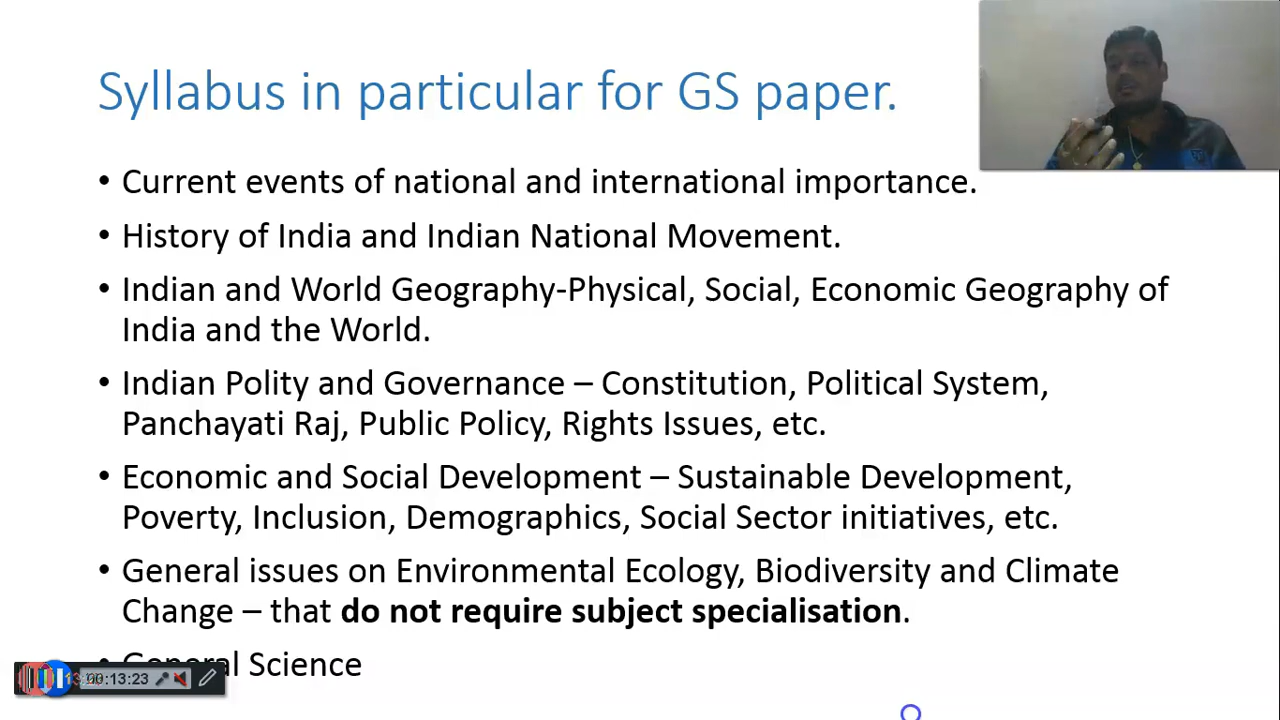 Syllabus in particular for GS paper.
• Current events of national and international importance.
• History of India and Indian National Movement.
• Indian and World Geography-Physical, Social, Economic Geography of
India and the World.
• Indian Polity and Governance – Constitution, Political System,
Panchayati Raj, Public Policy, Rights Issues, etc.
• Economic and Social Development – Sustainable Development,
Poverty, Inclusion, Demographics, Social Sector initiatives, etc.
• General issues on Environmental Ecology, Biodiversity and Climate
Change – that do not require subject specialisation.
• General Science
00:13:23